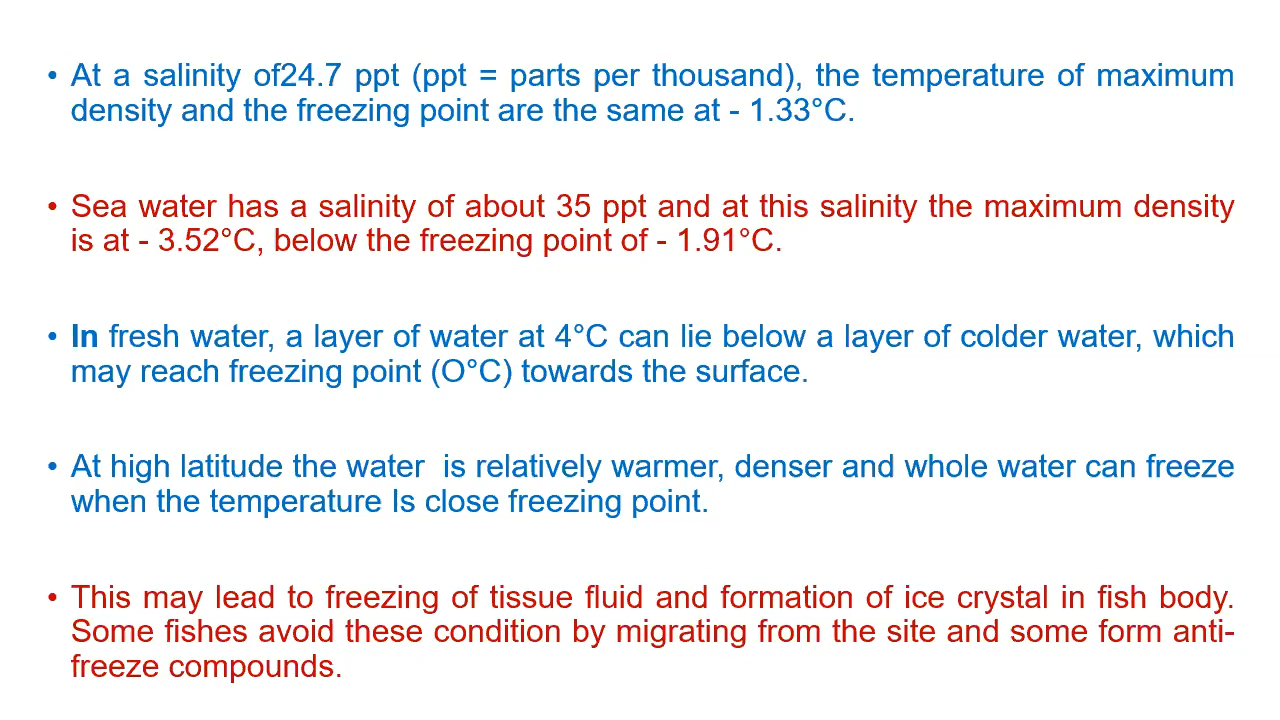 • At a salinity of24.7 ppt (ppt = parts per thousand), the temperature of maximum
density and the freezing point are the same at - 1.33°C.
• Sea water has a salinity of about 35 ppt and at this salinity the maximum density
is at - 3.52°C, below the freezing point of - 1.91°C.
• In fresh water, a layer of water at 4°C can lie below a layer of colder water, which
may reach freezing point (O°C) towards the surface.
• At high latitude the water  is relatively warmer, denser and whole water can freeze
when the temperature Is close freezing point.
• This may lead to freezing of tissue fluid and formation of ice crystal in fish body.
Some fishes avoid these condition by migrating from the site and some form anti-
freeze compounds.